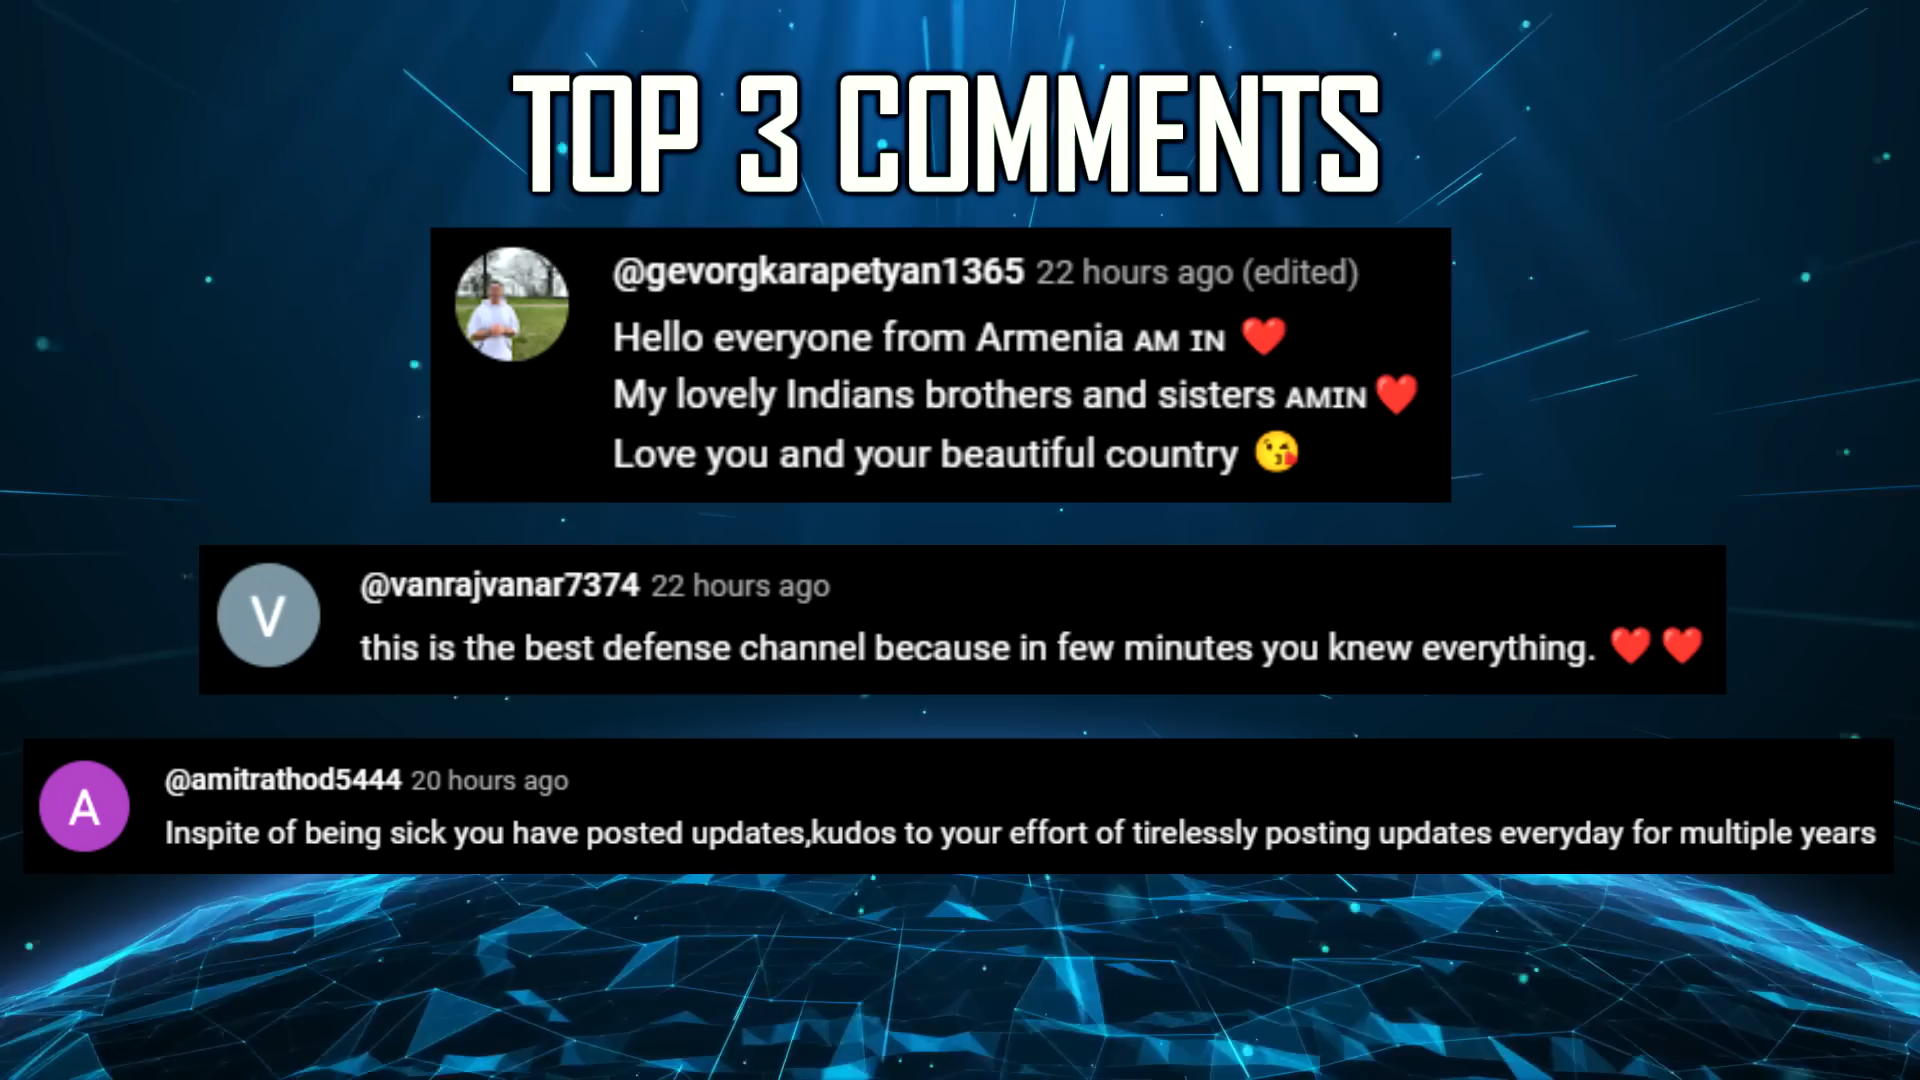 TOP 3 COMMENTS
@gevorgkarapetyan1365 22 hours ago (edited)
Hello everyone from Armenia ᴀᴍ ɪɴ ❤️
My lovely Indians brothers and sisters ᴀᴍɪɴ ❤️
Love you and your beautiful country 😘
V
@vanrajvanar7374 22 hours ago
this is the best defense channel because in few minutes you knew everything. ❤️❤️
A
@amitrathod5444 20 hours ago
Inspite of being sick you have posted updates,kudos to your effort of tirelessly posting updates everyday for multiple years